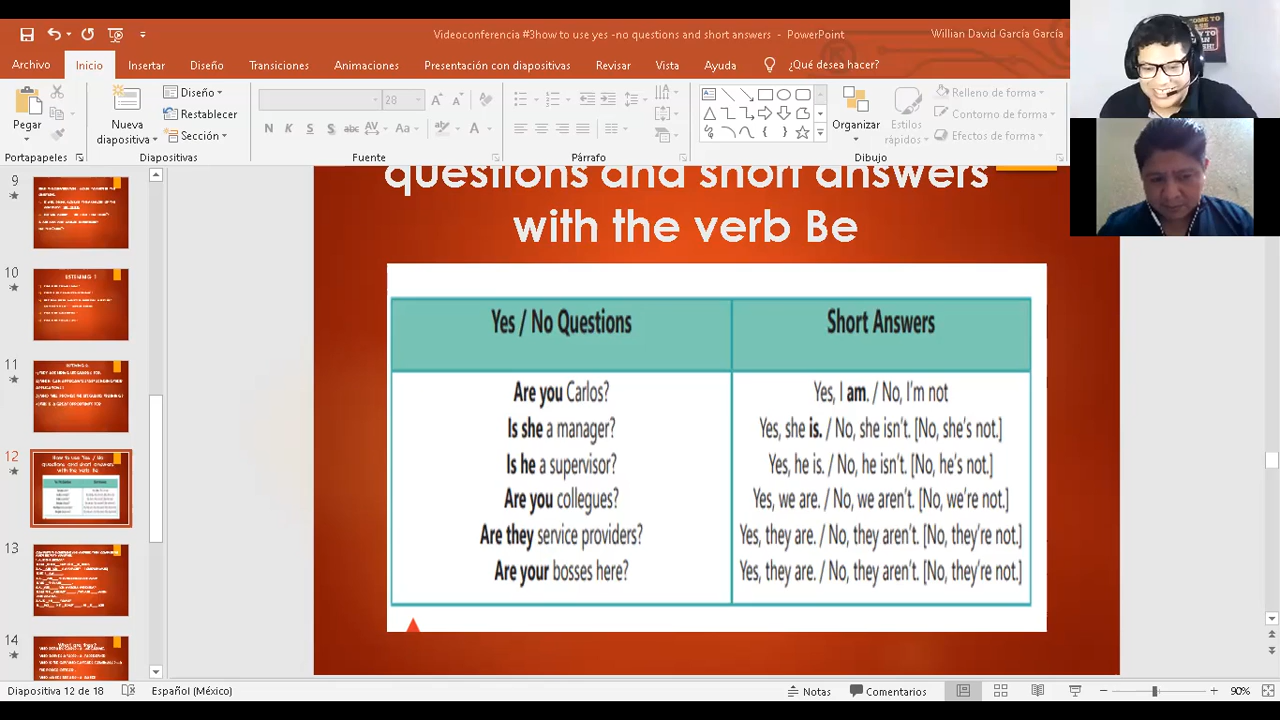 Videoconferencia #3how to use yes -no questions and short answers - PowerPoint
Willian David García García
Archivo Inicio Insertar Diseño Transiciones Animaciones Presentación con diapositivas Revisar Vista Ayuda ¿Qué desea hacer?
Pegar
Nueva diapositiva
Diseño
Restablecer
Sección
28
N K S S abc AV Aa A
Organizar
Estilos rápidos
Relleno de forma
Contorno de forma
Efectos de forma
Portapapeles Diapositivas Fuente Párrafo Dibujo
9
10
11
12
13
14
questions and short answers
with the verb Be
Yes / No Questions Short Answers
Are you Carlos? Yes, I am. / No, I'm not
Is she a manager? Yes, she is. / No, she isn't. [No, she's not.]
Is he a supervisor? Yes, he is. / No, he isn't. [No, he's not.]
Are you collegues? Yes, we are. / No, we aren't. [No, we're not.]
Are they service providers? Yes, they are. / No, they aren't. [No, they're not.]
Are your bosses here? Yes, they are. / No, they aren't. [No, they're not.]
Diapositiva 12 de 18 Español (México) Notas Comentarios 90%